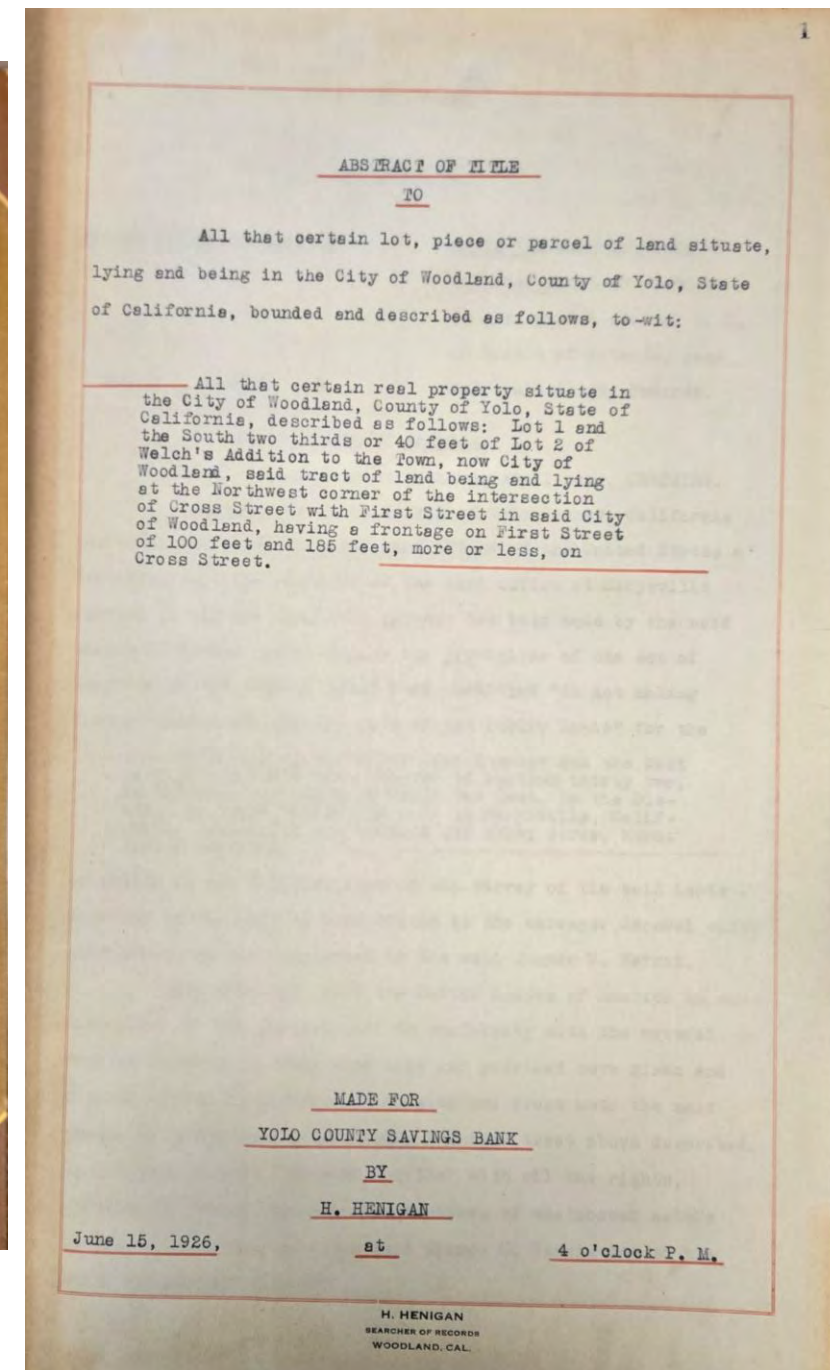 1
ABSTRACT OF TITLE
TO
All that certain lot, piece or parcel of land situate,
lying and being in the City of Woodland, County of Yolo, State
of California, bounded and described as follows, to-wit:
All that certain real property situate in
the City of Woodland, County of Yolo, State of
California, described as follows: Lot 1 and
the South two thirds or 40 feet of Lot 2 of
Welch's Addition to the Town, now City of
Woodland, said tract of land being and lying
at the Northwest corner of the intersection
of Cross Street with First Street in said City
of Woodland, having a frontage on First Street
of 100 feet and 185 feet, more or less, on
Cross Street.
MADE FOR
YOLO COUNTY SAVINGS BANK
BY
H. HENIGAN
June 15, 1926, at 4 o'clock P. M.
H. HENIGAN
SEARCHER OF RECORDS
WOODLAND, CAL.